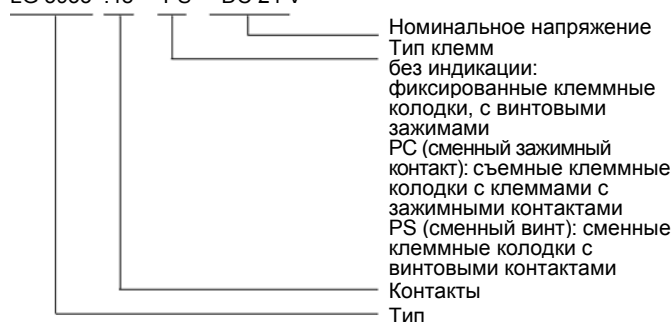 Номинальное напряжение
Тип клемм
без индикации:
фиксированные клеммные
колодки, с винтовыми
зажимами
PC (сменный зажимный
контакт): съемные клеммные
колодки с клеммами с
зажимными контактами
PS (сменный винт): сменные
клеммные колодки с
винтовыми контактами
Контакты
Тип